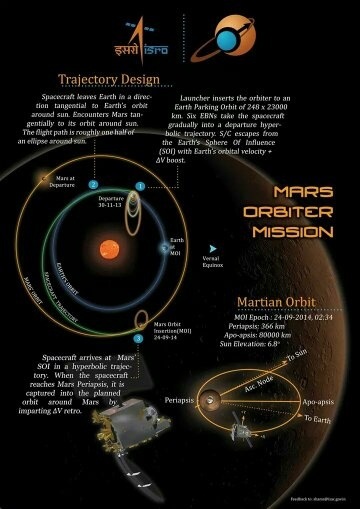 इसरो isro
Trajectory Design
Spacecraft leaves Earth in a direc-
tion tangential to Earth's orbit
around sun. Encounters Mars tan-
gentially to its orbit around sun.
The flight path is roughly one half of
an ellipse around sun.
Launcher inserts the orbiter to an
Earth Parking Orbit of 248 x 23000
km. Six EBNs take the spacecraft
gradually into a departure hyper-
bolic trajectory. S/C escapes from
the Earth's Sphere Of Influence
(SOI) with Earth's orbital velocity +
ΔV boost.
Mars at
Departure
2
1
Departure
30-11-13
MARS
ORBITER
MISSION
Earth
at
MOI
Vernal
Equinox
MARS ORBIT
SPACECRAFT TRAJECTORY
EARTH'S ORBIT
Martian Orbit
MOI Epoch : 24-09-2014, 02:34
Periapsis: 366 km
Apo-apsis: 80000 km
Sun Elevation: 6.8°
Mars Orbit
Insertion(MOI)
24-09-14
3
Spacecraft arrives at Mars'
SOI in a hyperbolic trajec-
tory. When the spacecraft
reaches Mars Periapsis, it is
captured into the planned
orbit around Mars by
imparting ΔV retro.
To Sun
Asc. Node
Periapsis
Apo-apsis
To Earth
Feedback to: